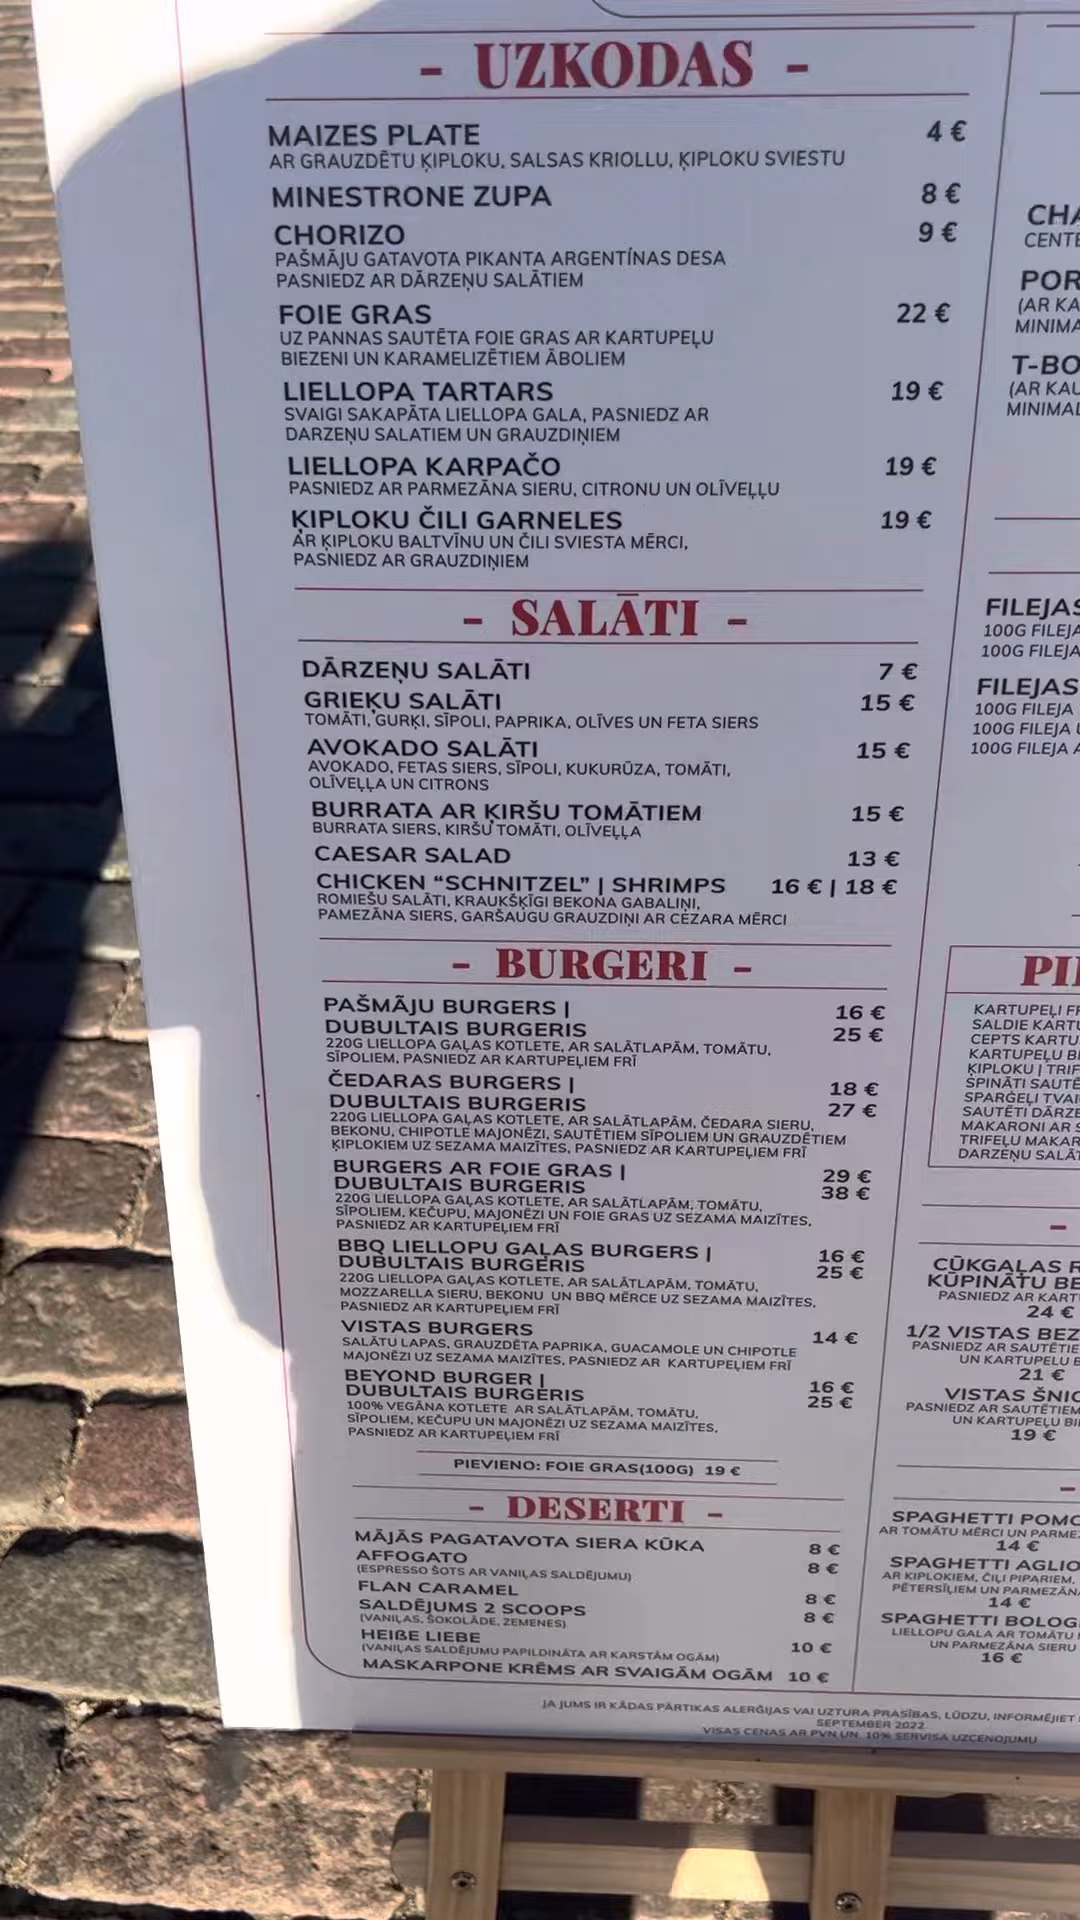 - UZKODAS -
MAIZES PLATE 4 €
AR GRAUZDĒTU ĶIPLOKU, SALSAS KRIOLLU, ĶIPLOKU SVIESTU
MINESTRONE ZUPA 8 €
CHORIZO 9 €
PAŠMĀJU GATAVOTA PIKANTA ARGENTÍNAS DESA
PASNIEDZ AR DĀRZEŅU SALĀTIEM
FOIE GRAS 22 €
UZ PANNAS SAUTĒTA FOIE GRAS AR KARTUPEĻU
BIEZENI UN KARAMELIZĒTIEM ĀBOLIEM
LIELLOPA TARTARS 19 €
SVAIGI SAKAPĀTA LIELLOPA GALA, PASNIEDZ AR
DARZEŅU SALATIEM UN GRAUZDIŅIEM
LIELLOPA KARPAČO 19 €
PASNIEDZ AR PARMEZĀNA SIERU, CITRONU UN OLĪVEĻĻU
ĶIPLOKU ČILI GARNELES 19 €
AR ĶIPLOKU BALTVĪNU UN ČILI SVIESTA MĒRCI,
PASNIEDZ AR GRAUZDIŅIEM
- SALĀTI -
DĀRZEŅU SALĀTI 7 €
GRIEĶU SALĀTI 15 €
TOMĀTI, GURĶI, SĪPOLI, PAPRIKA, OLĪVES UN FETA SIERS
AVOKADO SALĀTI 15 €
AVOKADO, FETAS SIERS, SĪPOLI, KUKURŪZA, TOMĀTI,
OLĪVEĻĻA UN CITRONS
BURRATA AR ĶIRŠU TOMĀTIEM 15 €
BURRATA SIERS, KIRŠU TOMĀTI, OLĪVEĻĻA
CAESAR SALAD 13 €
CHICKEN “SCHNITZEL” | SHRIMPS 16 € | 18 €
ROMIEŠU SALĀTI, KRAUKŠĶĪGI BEKONA GABALIŅI,
PAMEZĀNA SIERS, GARŠAUGU GRAUZDIŅI AR CĒZARA MĒRCI
- BURGERI -
PAŠMĀJU BURGERS | 16 €
DUBULTAIS BURGERIS 25 €
220G LIELLOPA GAĻAS KOTLETE, AR SALĀTLAPĀM, TOMĀTU,
SĪPOLIEM, PASNIEDZ AR KARTUPEĻIEM FRĪ
ČEDARAS BURGERS | 18 €
DUBULTAIS BURGERIS 27 €
220G LIELLOPA GAĻAS KOTLETE, AR SALĀTLAPĀM, ČEDARA SIERU,
BEKONU, CHIPOTLE MAJONĒZI, SAUTĒTIEM SĪPOLIEM UN GRAUZDĒTIEM
ĶIPLOKIEM UZ SEZAMA MAIZĪTES, PASNIEDZ AR KARTUPEĻIEM FRĪ
BURGERS AR FOIE GRAS | 29 €
DUBULTAIS BURGERIS 38 €
220G LIELLOPA GAĻAS KOTLETE, AR SALĀTLAPĀM, TOMĀTU,
SĪPOLIEM, KEČUPU, MAJONĒZI UN FOIE GRAS UZ SEZAMA MAIZĪTES,
PASNIEDZ AR KARTUPEĻIEM FRĪ
BBQ LIELLOPU GAĻAS BURGERS | 16 €
DUBULTAIS BURGERIS 25 €
220G LIELLOPA GAĻAS KOTLETE, AR SALĀTLAPĀM, TOMĀTU,
MOZZARELLA SIERU, BEKONU UN BBQ MĒRCE UZ SEZAMA MAIZĪTES,
PASNIEDZ AR KARTUPEĻIEM FRĪ
VISTAS BURGERS 14 €
SALĀTU LAPAS, GRAUZDĒTA PAPRIKA, GUACAMOLE UN CHIPOTLE
MAJONĒZI UZ SEZAMA MAIZĪTES, PASNIEDZ AR KARTUPEĻIEM FRĪ
BEYOND BURGER | 16 €
DUBULTAIS BURGERIS 25 €
100% VEGĀNA KOTLETE AR SALĀTLAPĀM, TOMĀTU,
SĪPOLIEM, KEČUPU UN MAJONĒZI UZ SEZAMA MAIZĪTES,
PASNIEDZ AR KARTUPEĻIEM FRĪ
PIEVIENO: FOIE GRAS(100G) 19 €
- DESERTI -
MĀJĀS PAGATAVOTA SIERA KŪKA 8 €
AFFOGATO 8 €
(ESPRESSO ŠOTS AR VANIĻAS SALDĒJUMU)
FLAN CARAMEL 8 €
SALDĒJUMS 2 SCOOPS 8 €
(VANIĻAS, ŠOKOLĀDE, ZEMENES)
HEIßE LIEBE 10 €
(VANIĻAS SALDĒJUMU PAPILDINĀTA AR KARSTĀM OGĀM)
MASKARPONE KRĒMS AR SVAIGĀM OGĀM 10 €
CHA
CENTE
POR
(AR KA
MINIMA
T-BO
(AR KAU
MINIMAL
FILEJAS
100G FILEJA
100G FILEJA
FILEJAS
100G FILEJA
100G FILEJA U
100G FILEJA A
PI
KARTUPEĻI FR
SALDIE KARTU
CEPTS KARTU
KARTUPEĻU BI
ĶIPLOKU | TRIF
SPINĀTI SAUTĒ
SPARĢEĻI TVAI
SAUTĒTI DĀRZE
MAKARONI AR S
TRIFEĻU MAKAR
DARZEŅU SALĀT
-
CŪKGAĻAS R
KŪPINĀTU BE
PASNIEDZ AR KART
24 €
1/2 VISTAS BEZ
PASNIEDZ AR SAUTĒTIE
UN KARTUPELU B
21 €
VISTAS ŠNIC
PASNIEDZ AR SAUTĒTIEM
UN KARTUPEĻU BI
19 €
-
SPAGHETTI POMO
AR TOMĀTU MĒRCI UN PARMEZ
14 €
SPAGHETTI AGLIO
AR KIPLOKIEM, ČILI PIPARIEM,
PĒTERSĪĻIEM UN PARMEZĀN
14 €
SPAGHETTI BOLOG
LIELLOPU GALA AR TOMĀTU
UN PARMEZĀNA SIERU
16 €
JA JUMS IR KĀDAS PĀRTIKAS ALERĢIJAS VAI UZTURA PRASĪBAS, LŪDZU, INFORMĒJIET
SEPTEMBER 2022
VISAS CENAS AR PVN UN 10% SERVISA UZCENOJUMU